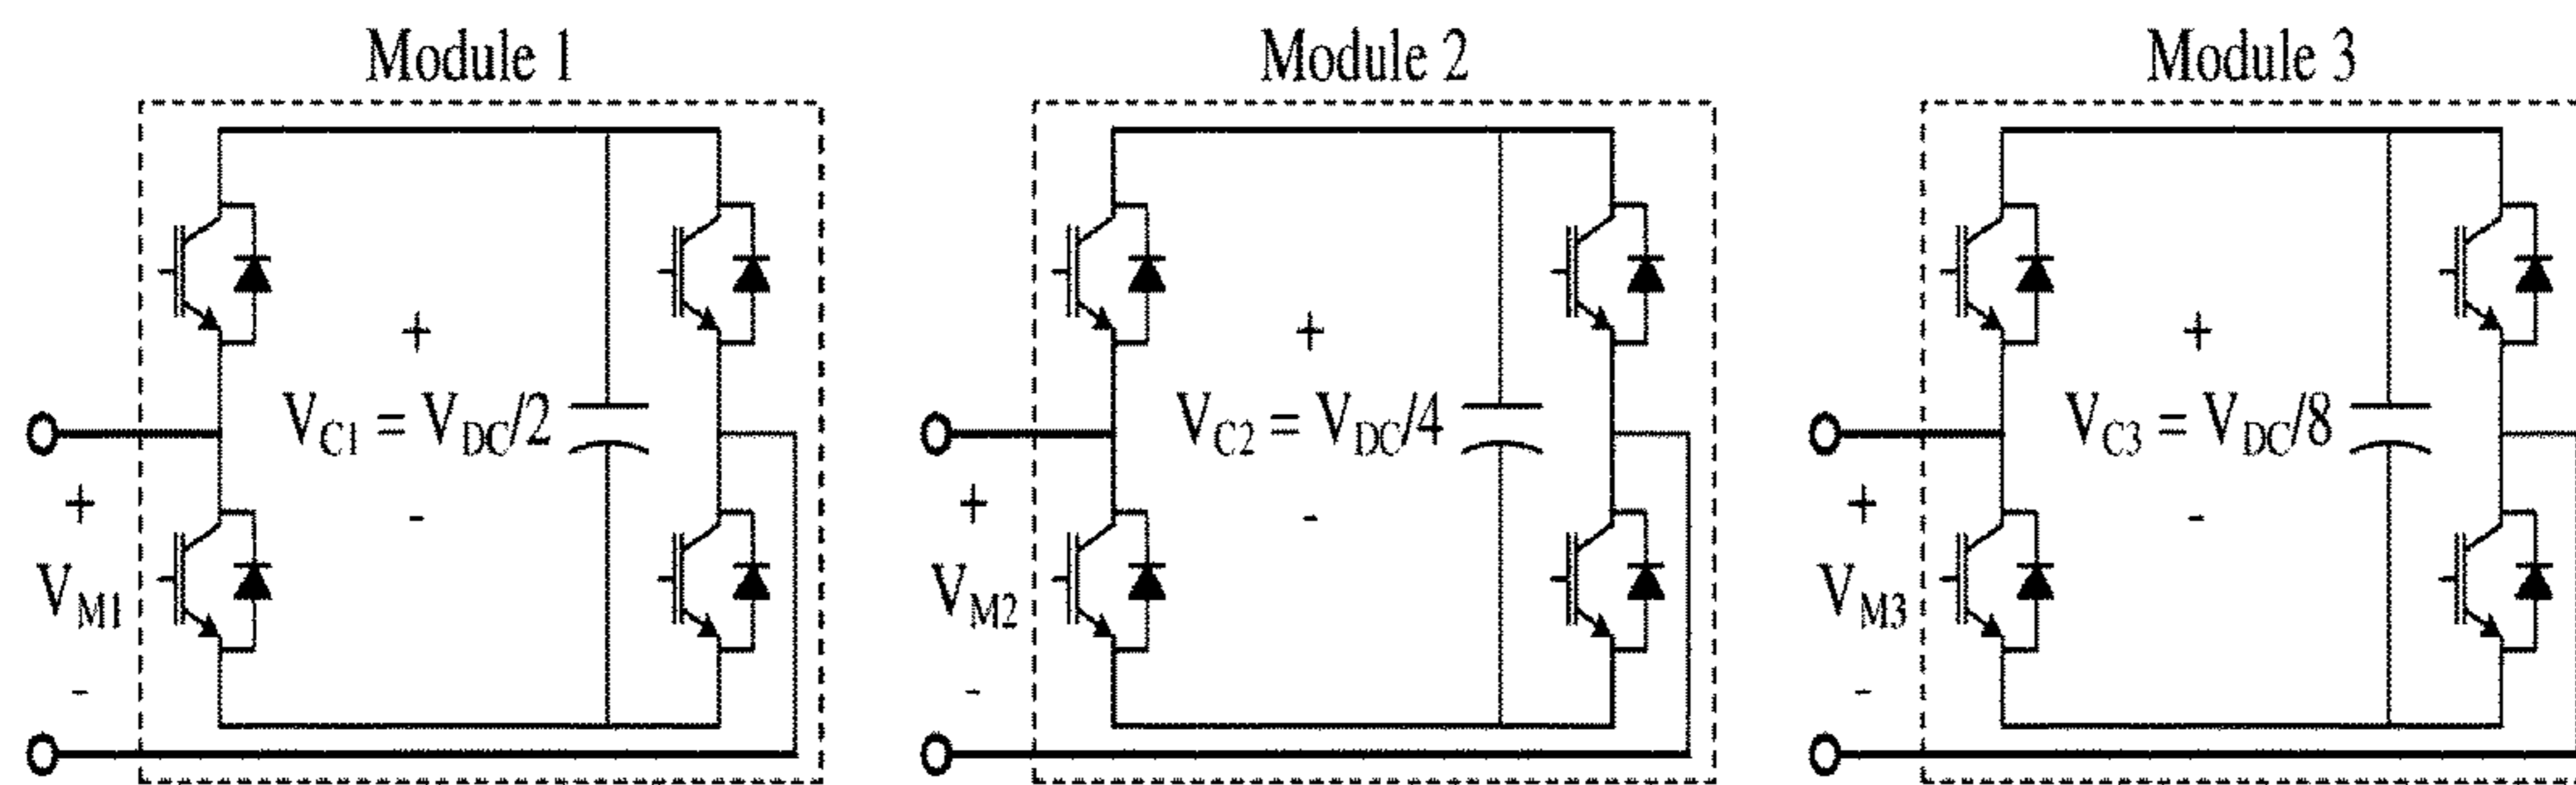 Module 1
Module 2
Module 3
+
+
+
V_C1 = V_DC/2
V_C2 = V_DC/4
V_C3 = V_DC/8
+
-
+
-
+
-
V_M1
V_M2
V_M3
-
-
-